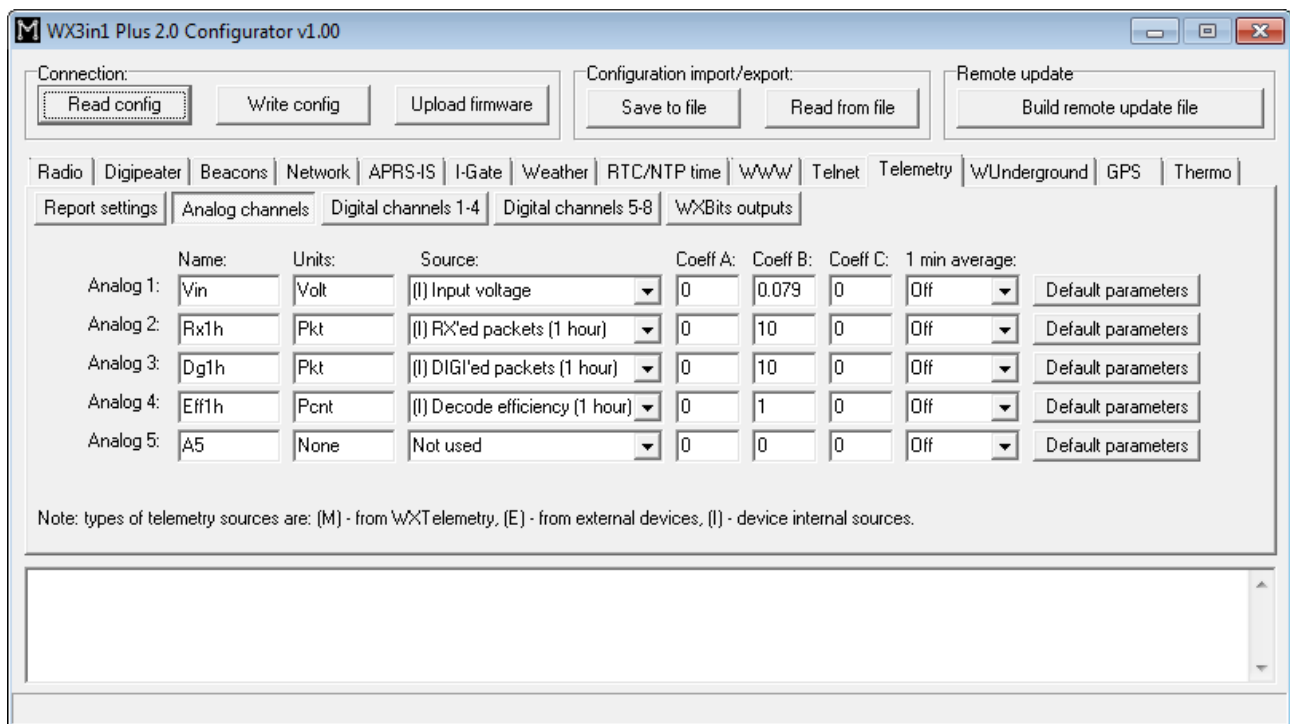 WX3in1 Plus 2.0 Configurator v1.00
Connection: Configuration import/export: Remote update
Read config Write config Upload firmware Save to file Read from file Build remote update file
Radio Digipeater Beacons Network APRS-IS I-Gate Weather RTC/NTP time WWW Telnet Telemetry WUnderground GPS Thermo
Report settings Analog channels Digital channels 1-4 Digital channels 5-8 WXBits outputs
Name: Units: Source: Coeff A: Coeff B: Coeff C: 1 min average:
Analog 1: Vin Volt (I) Input voltage 0 0.079 0 Off Default parameters
Analog 2: Rx1h Pkt (I) RX'ed packets (1 hour) 0 10 0 Off Default parameters
Analog 3: Dg1h Pkt (I) DIGI'ed packets (1 hour) 0 10 0 Off Default parameters
Analog 4: Eff1h Pcnt (I) Decode efficiency (1 hour) 0 1 0 Off Default parameters
Analog 5: A5 None Not used 0 0 0 Off Default parameters
Note: types of telemetry sources are: (M) - from WXTelemetry, (E) - from external devices, (I) - device internal sources.